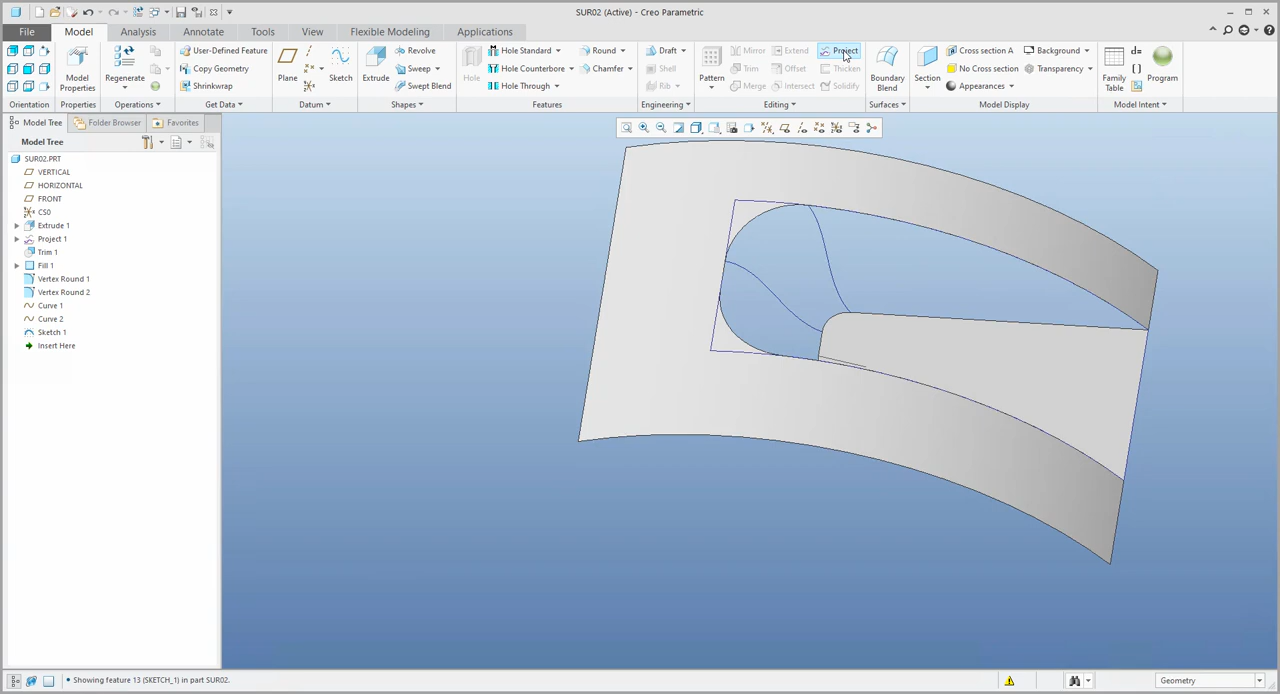 SUR02 (Active) - Creo Parametric
File Model Analysis Annotate Tools View Flexible Modeling Applications
User-Defined Feature Revolve Hole Standard Round Draft Mirror Extend Project Cross section A Background d=
Copy Geometry Sweep Hole Counterbore Chamfer Shell Trim Offset Thicken No Cross section Transparency
Shrinkwrap Swept Blend Hole Through Rib Merge Intersect Solidify Appearances
Model Properties Regenerate Plane Sketch Extrude Hole Pattern Boundary Blend Section Family Table Program
Orientation Properties Operations Get Data Datum Shapes Features Engineering Editing Surfaces Model Display Model Intent
Model Tree Folder Browser Favorites
Model Tree
SUR02.PRT
VERTICAL
HORIZONTAL
FRONT
CS0
Extrude 1
Project 1
Trim 1
Fill 1
Vertex Round 1
Vertex Round 2
Curve 1
Curve 2
Sketch 1
Insert Here
• Showing feature 13 (SKETCH_1) in part SUR02. Geometry